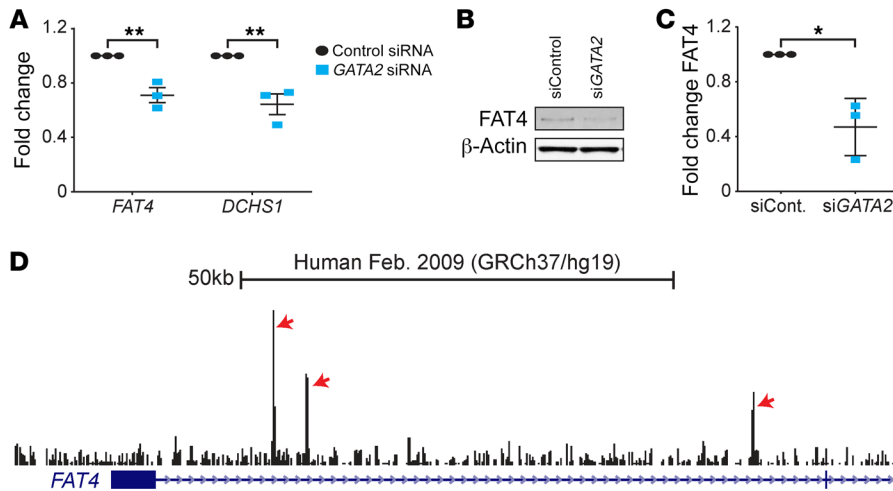 A
Fold change
1.2
0.8
0.4
0
**
**
FAT4
DCHS1
Control siRNA
GATA2 siRNA
B
siControl
siGATA2
FAT4
β-Actin
C
Fold change FAT4
1.2
0.8
0.4
0
*
siCont.
siGATA2
D
Human Feb. 2009 (GRCh37/hg19)
50kb
FAT4